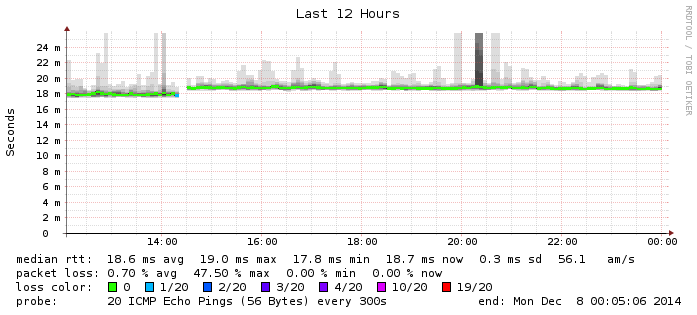 Last 12 Hours
RRDTOOL / TOBI OETIKER
Seconds
24 m
22 m
20 m
18 m
16 m
14 m
12 m
10 m
8 m
6 m
4 m
2 m
0
14:00 16:00 18:00 20:00 22:00 00:00
median rtt: 18.6 ms avg 19.0 ms max 17.8 ms min 18.7 ms now 0.3 ms sd 56.1 am/s
packet loss: 0.70 % avg 47.50 % max 0.00 % min 0.00 % now
loss color: 0 1/20 2/20 3/20 4/20 10/20 19/20
probe: 20 ICMP Echo Pings (56 Bytes) every 300s end: Mon Dec 8 00:05:06 2014